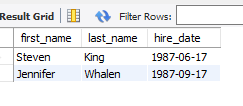 Result Grid Filter Rows:
first_name last_name hire_date
Steven King 1987-06-17
Jennifer Whalen 1987-09-17